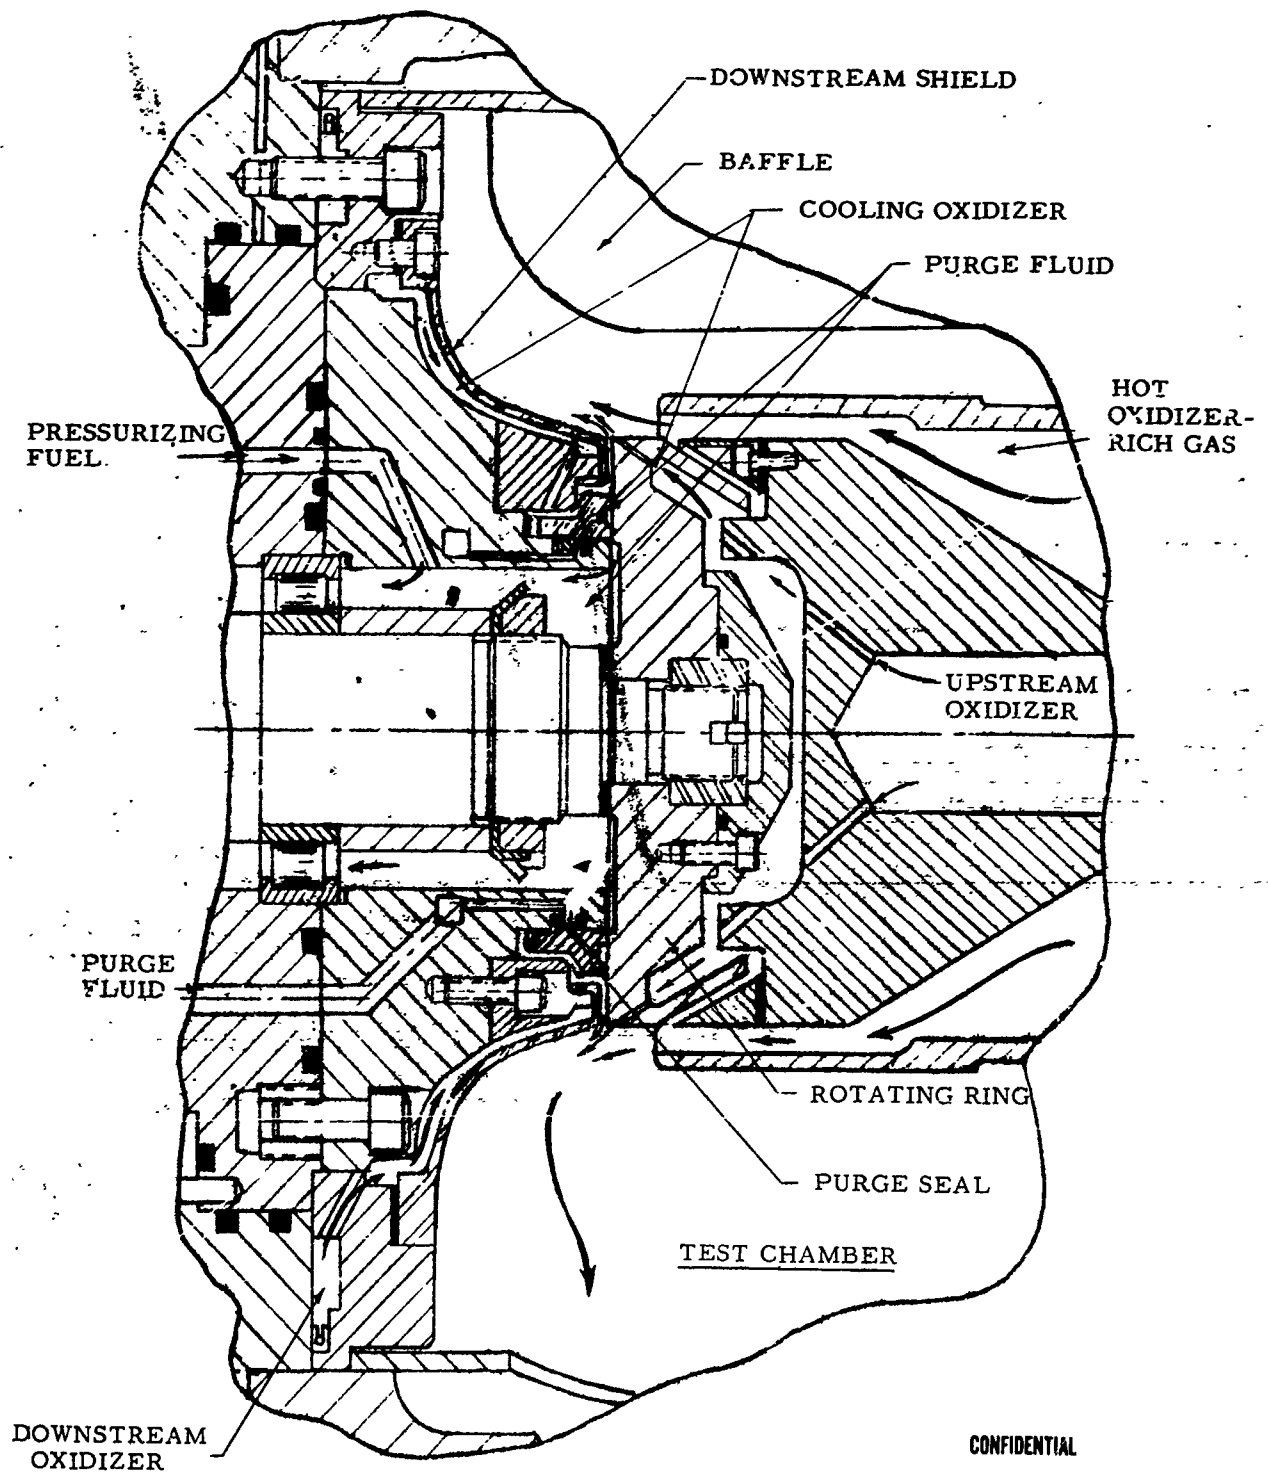 DOWNSTREAM SHIELD
BAFFLE
COOLING OXIDIZER
PURGE FLUID
HOT
OXIDIZER-
RICH GAS
PRESSURIZING
FUEL
UPSTREAM
OXIDIZER
PURGE
FLUID
ROTATING RING
PURGE SEAL
TEST CHAMBER
DOWNSTREAM
OXIDIZER
CONFIDENTIAL